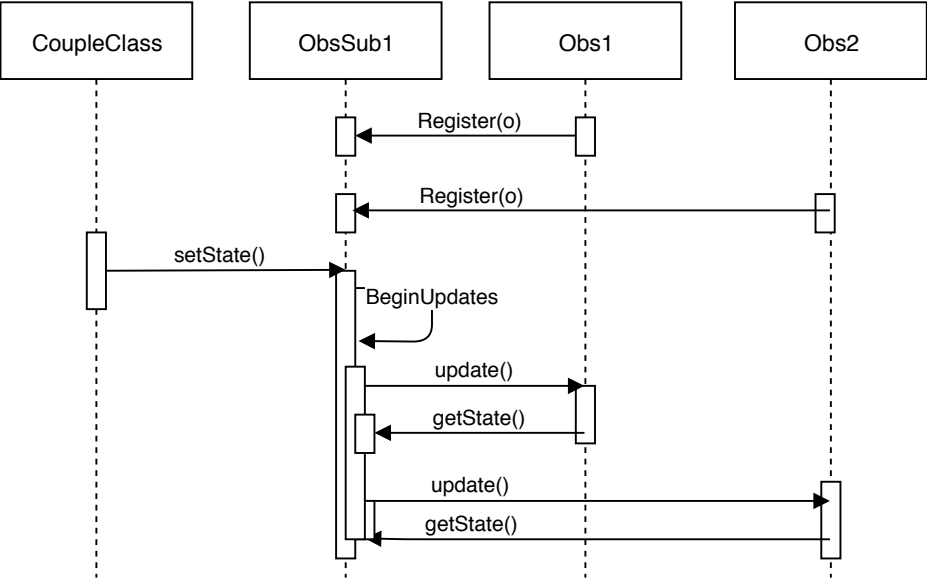 CoupleClass
ObsSub1
Obs1
Obs2
Register(o)
Register(o)
setState()
BeginUpdates
update()
getState()
update()
getState()